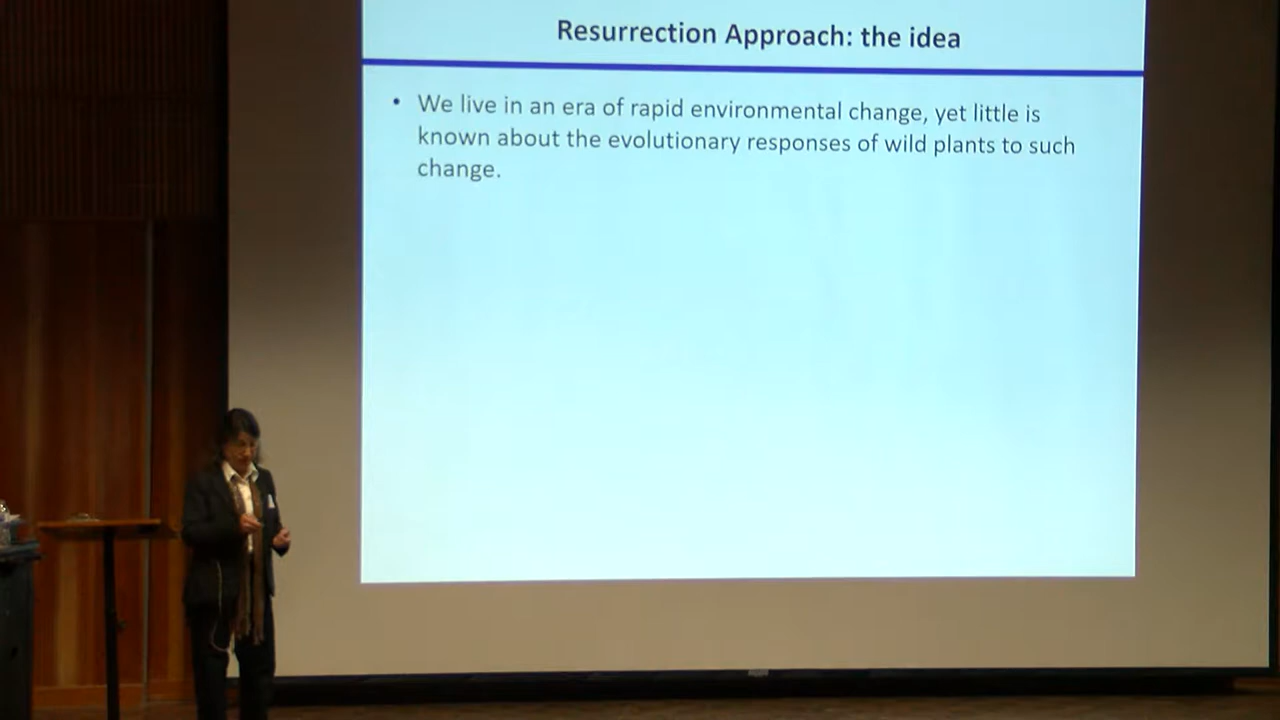 Resurrection Approach: the idea
• We live in an era of rapid environmental change, yet little is
known about the evolutionary responses of wild plants to such
change.